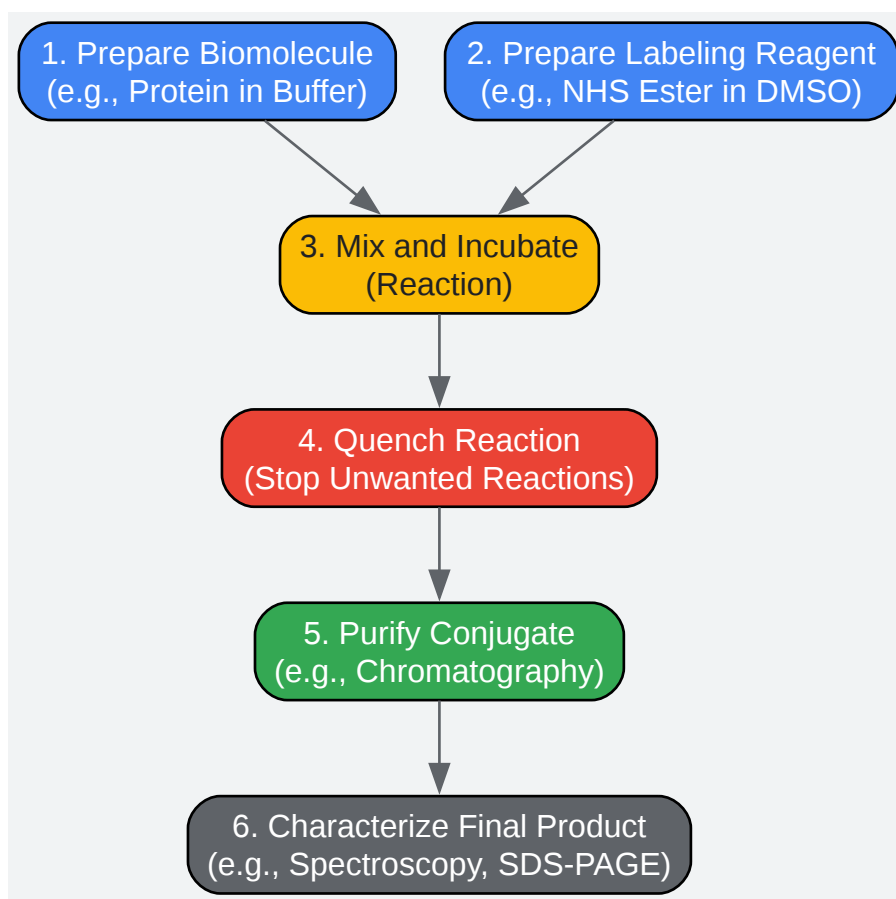 1. Prepare Biomolecule
(e.g., Protein in Buffer)
2. Prepare Labeling Reagent
(e.g., NHS Ester in DMSO)
3. Mix and Incubate
(Reaction)
4. Quench Reaction
(Stop Unwanted Reactions)
5. Purify Conjugate
(e.g., Chromatography)
6. Characterize Final Product
(e.g., Spectroscopy, SDS-PAGE)